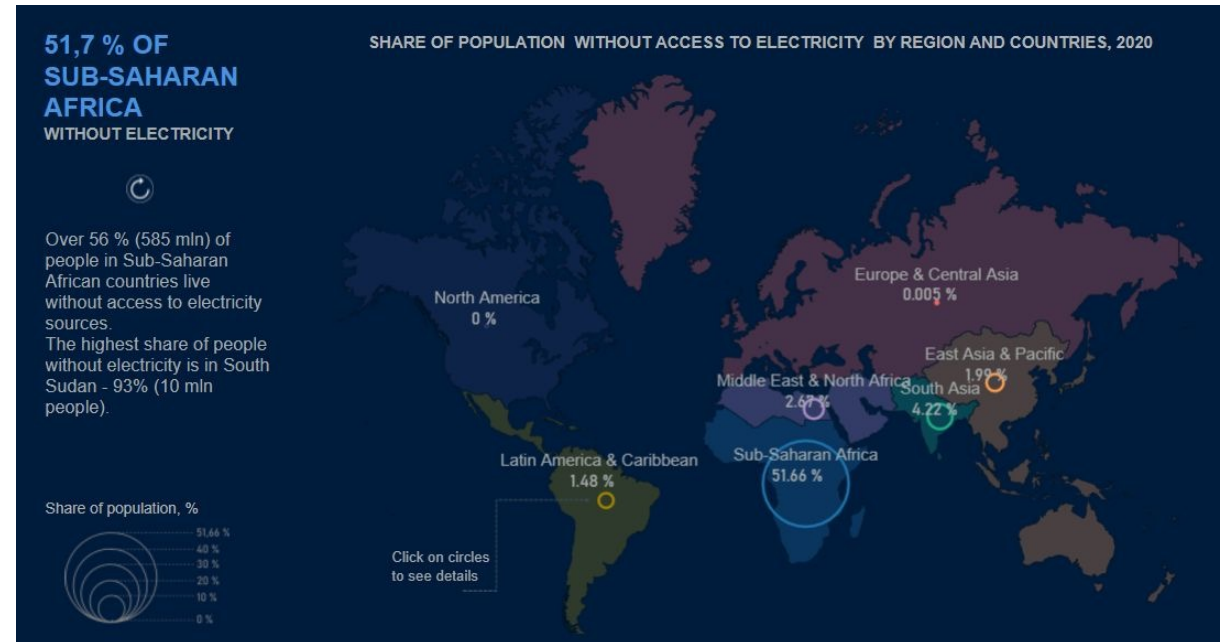 51,7 % OF
SUB-SAHARAN
AFRICA
WITHOUT ELECTRICITY
Over 56 % (585 mln) of
people in Sub-Saharan
African countries live
without access to electricity
sources.
The highest share of people
without electricity is in South
Sudan - 93% (10 mln
people).
Share of population, %
51,66 %
40 %
30 %
20 %
10 %
0 %
SHARE OF POPULATION WITHOUT ACCESS TO ELECTRICITY BY REGION AND COUNTRIES, 2020
North America
0 %
Europe & Central Asia
0.005 %
East Asia & Pacific
1.99 %
Middle East & North Africa
2.67 %
South Asia
4.22 %
Latin America & Caribbean
1.48 %
Sub-Saharan Africa
51.66 %
Click on circles
to see details